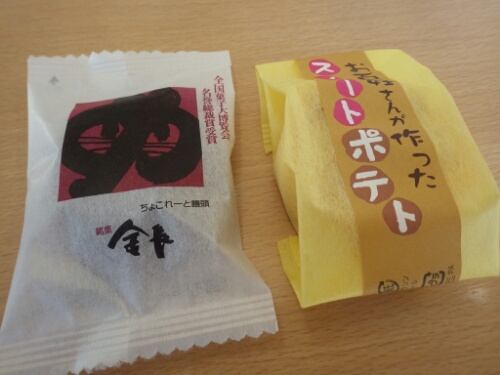 全国菓子大博覧会
名誉総裁賞受賞
ちょこれーと饅頭
銘菓
金長
お芋さんが作った
スイートポテト